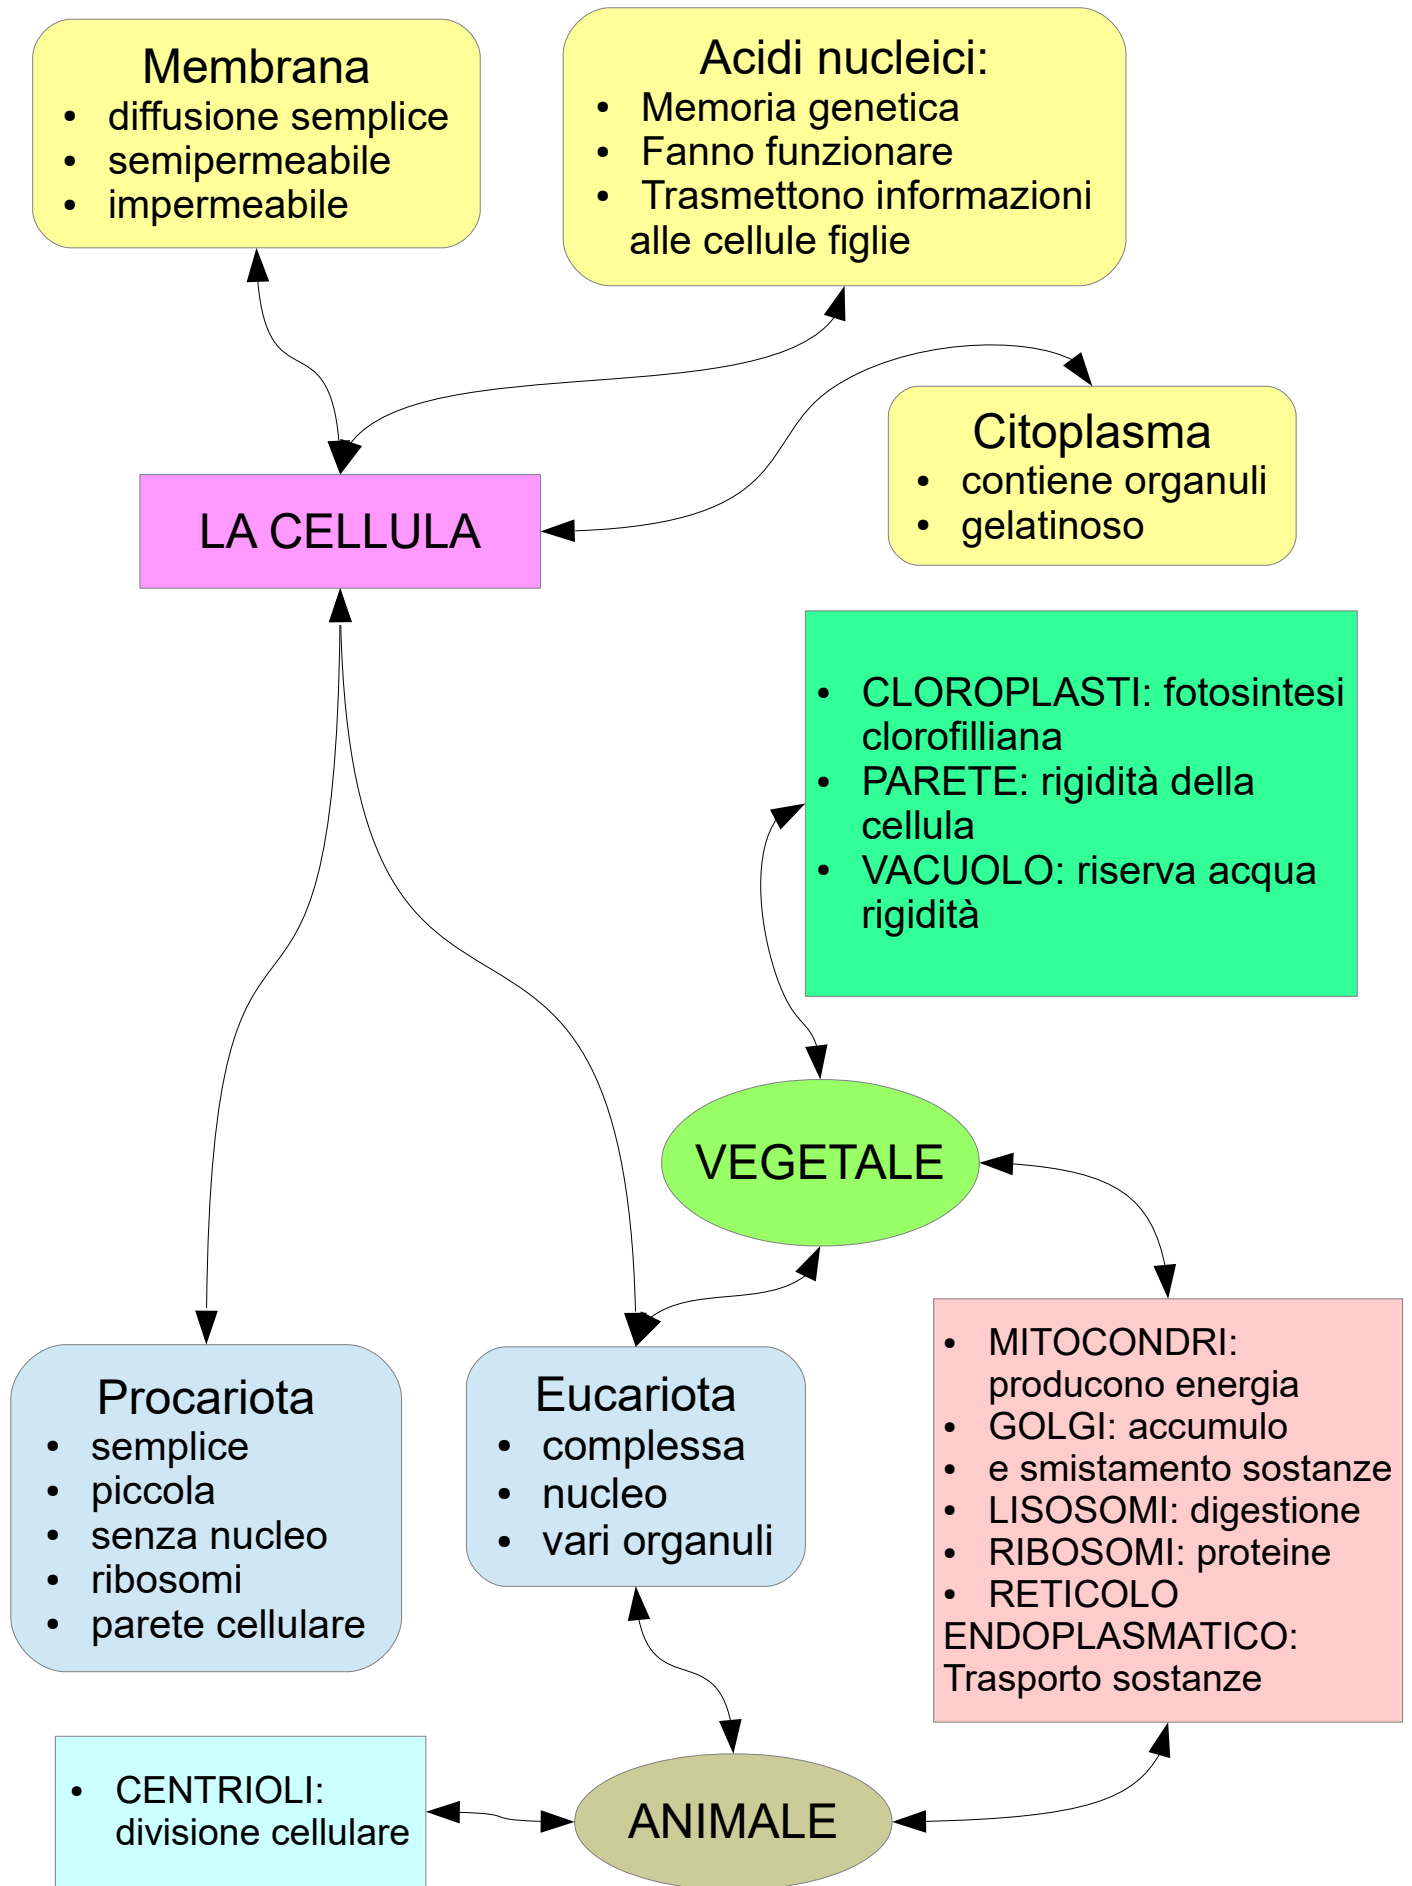 Membrana
• diffusione semplice
• semipermeabile
• impermeabile
Acidi nucleici:
• Memoria genetica
• Fanno funzionare
• Trasmettono informazioni
alle cellule figlie
Citoplasma
• contiene organuli
• gelatinoso
LA CELLULA
• CLOROPLASTI: fotosintesi
clorofilliana
• PARETE: rigidità della
cellula
• VACUOLO: riserva acqua
rigidità
VEGETALE
Procariota
• semplice
• piccola
• senza nucleo
• ribosomi
• parete cellulare
Eucariota
• complessa
• nucleo
• vari organuli
• MITOCONDRI:
producono energia
• GOLGI: accumulo
• e smistamento sostanze
• LISOSOMI: digestione
• RIBOSOMI: proteine
• RETICOLO
ENDOPLASMATICO:
Trasporto sostanze
• CENTRIOLI:
divisione cellulare
ANIMALE